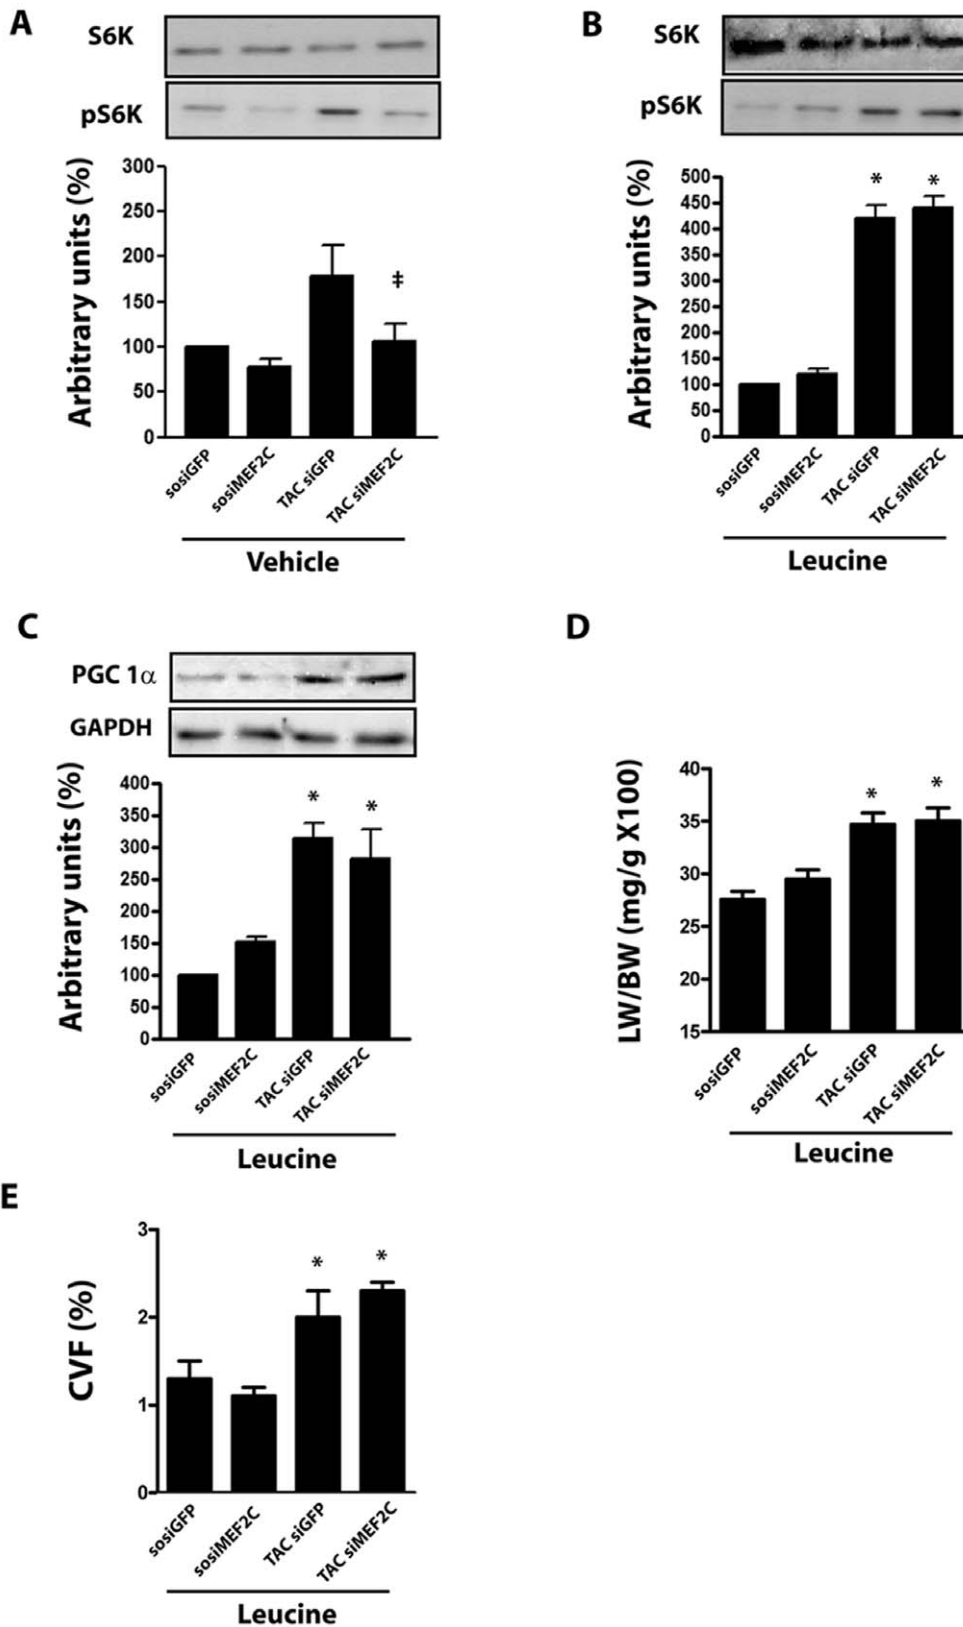 A
S6K
pS6K
Arbitrary units (%)
300
250
200
150
100
50
0
‡
sosiGFP
sosiMEF2C
TAC siGFP
TAC siMEF2C
Vehicle
B
S6K
pS6K
Arbitrary units (%)
500
450
400
350
300
250
200
150
100
50
0
*
*
sosiGFP
sosiMEF2C
TAC siGFP
TAC siMEF2C
Leucine
C
PGC 1α
GAPDH
Arbitrary units (%)
400
350
300
250
200
150
100
50
0
*
*
sosiGFP
sosiMEF2C
TAC siGFP
TAC siMEF2C
Leucine
D
LW/BW (mg/g X100)
40
35
30
25
20
15
*
*
sosiGFP
sosiMEF2C
TAC siGFP
TAC siMEF2C
Leucine
E
CVF (%)
3
2
1
0
*
*
sosiGFP
sosiMEF2C
TAC siGFP
TAC siMEF2C
Leucine